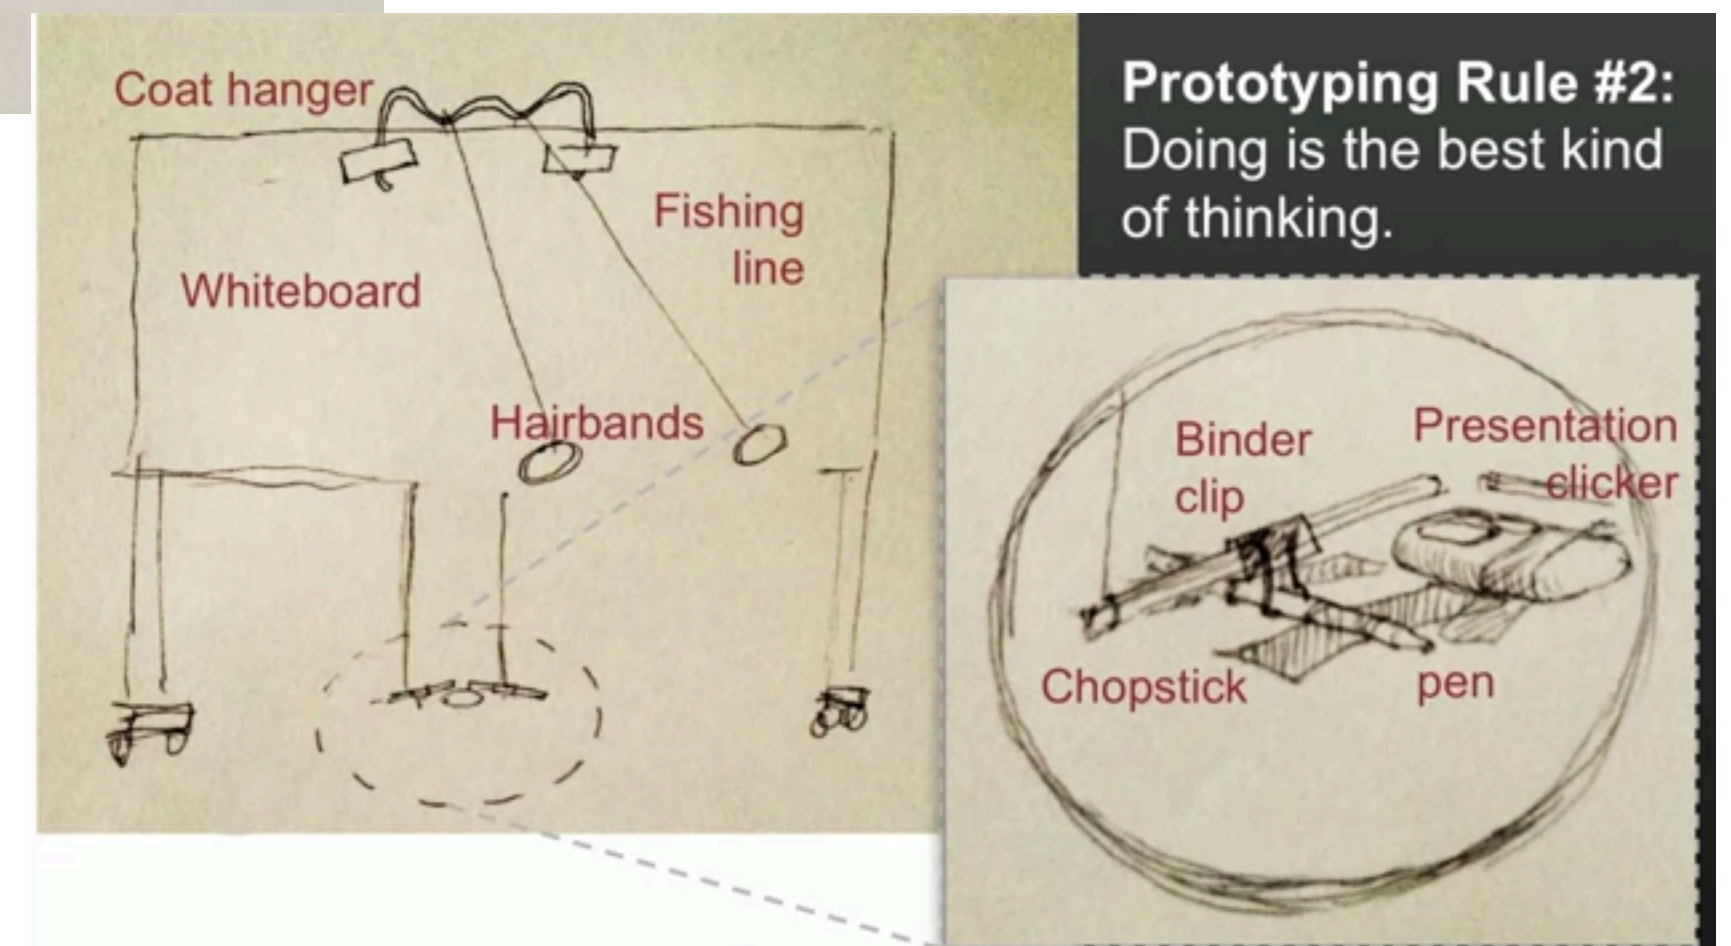 Coat hanger
Prototyping Rule #2:
Doing is the best kind
of thinking.
Fishing
line
Whiteboard
Hairbands
Binder
clip
Presentation
clicker
Chopstick
pen